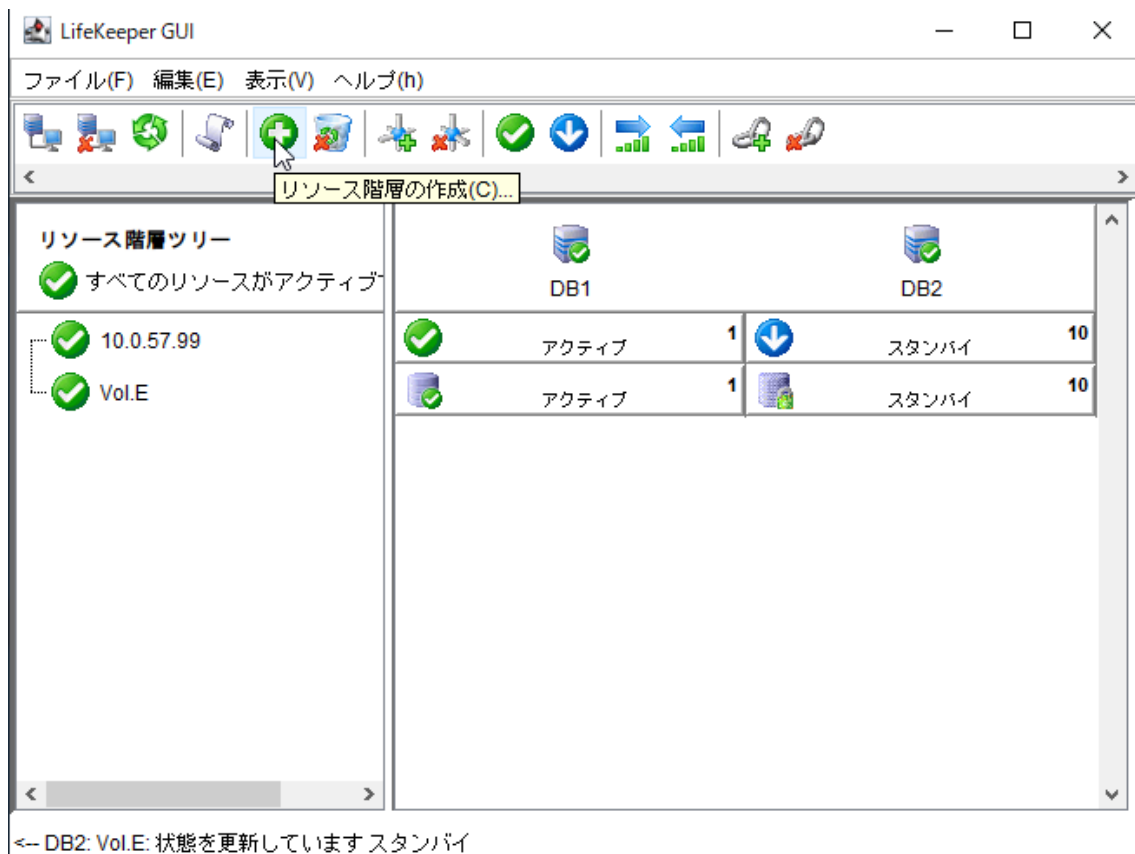 LifeKeeper GUI
ファイル(F) 編集(E) 表示(V) ヘルプ(h)
リソース階層の作成(C)...
リソース階層ツリー
すべてのリソースがアクティブ
DB1
DB2
10.0.57.99
アクティブ 1
スタンバイ 10
Vol.E
アクティブ 1
スタンバイ 10
<-- DB2: Vol.E: 状態を更新しています スタンバイ